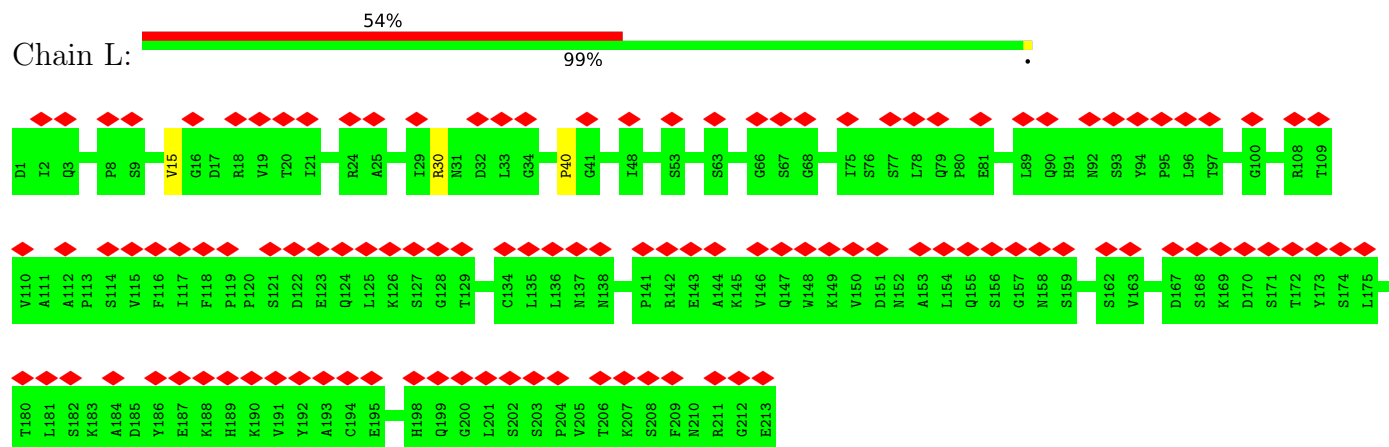 54%
Chain L:
99%
•
D1 I2 Q3 P8 S9 V15 G16 D17 R18 V19 T20 I21 R24 A25 I29 R30 N31 D32 L33 G34 P40 G41 I48 S53 S63 G66 S67 G68 I75 S76 S77 L78 Q79 P80 E81 L89 Q90 H91 N92 S93 Y94 P95 L96 T97 G100 R108 T109
V110 A111 A112 P113 S114 V115 F116 I117 F118 P119 P120 S121 D122 E123 Q124 L125 K126 S127 G128 T129 C134 L135 L136 N137 N138 P141 R142 E143 A144 K145 V146 Q147 W148 K149 V150 D151 N152 A153 L154 Q155 S156 G157 N158 S159 S162 V163 D167 S168 K169 D170 S171 T172 Y173 S174 L175
T180 L181 S182 K183 A184 D185 Y186 E187 K188 H189 K190 V191 Y192 A193 C194 E195 H198 Q199 G200 L201 S202 S203 P204 V205 T206 K207 S208 F209 N210 R211 G212 E213